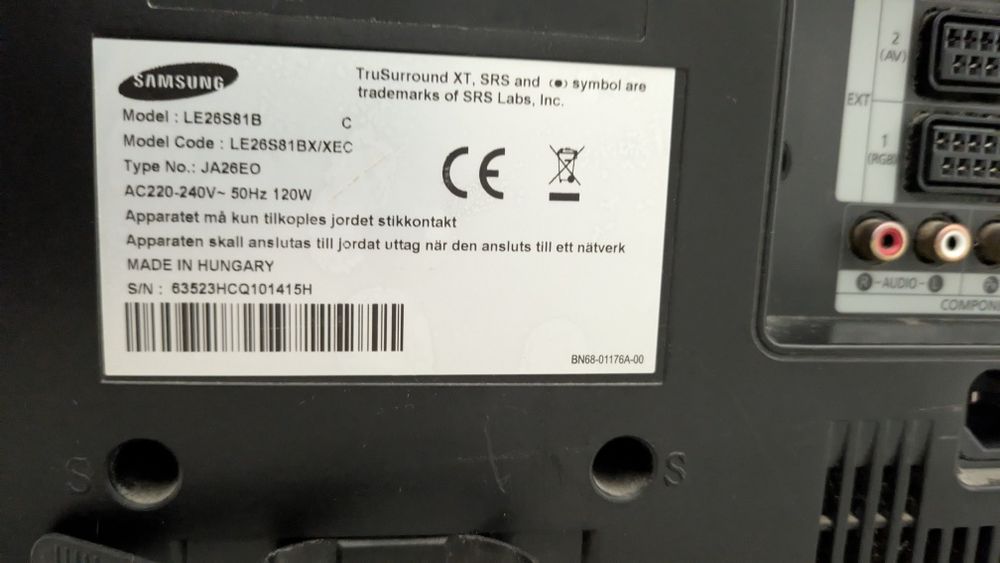 SAMSUNG
TruSurround XT, SRS and (●) symbol are
trademarks of SRS Labs, Inc.
Model : LE26S81B C
Model Code : LE26S81BX/XEC
Type No.: JA26EO
AC220-240V~ 50Hz 120W
Apparatet må kun tilkoples jordet stikkontakt
Apparaten skall anslutas till jordat uttag när den ansluts till ett nätverk
MADE IN HUNGARY
S/N : 63523HCQ101415H
BN68-01176A-00
CE
2
(AV)
EXT
1
(RGB)
R-AUDIO-L
COMPON
S
S